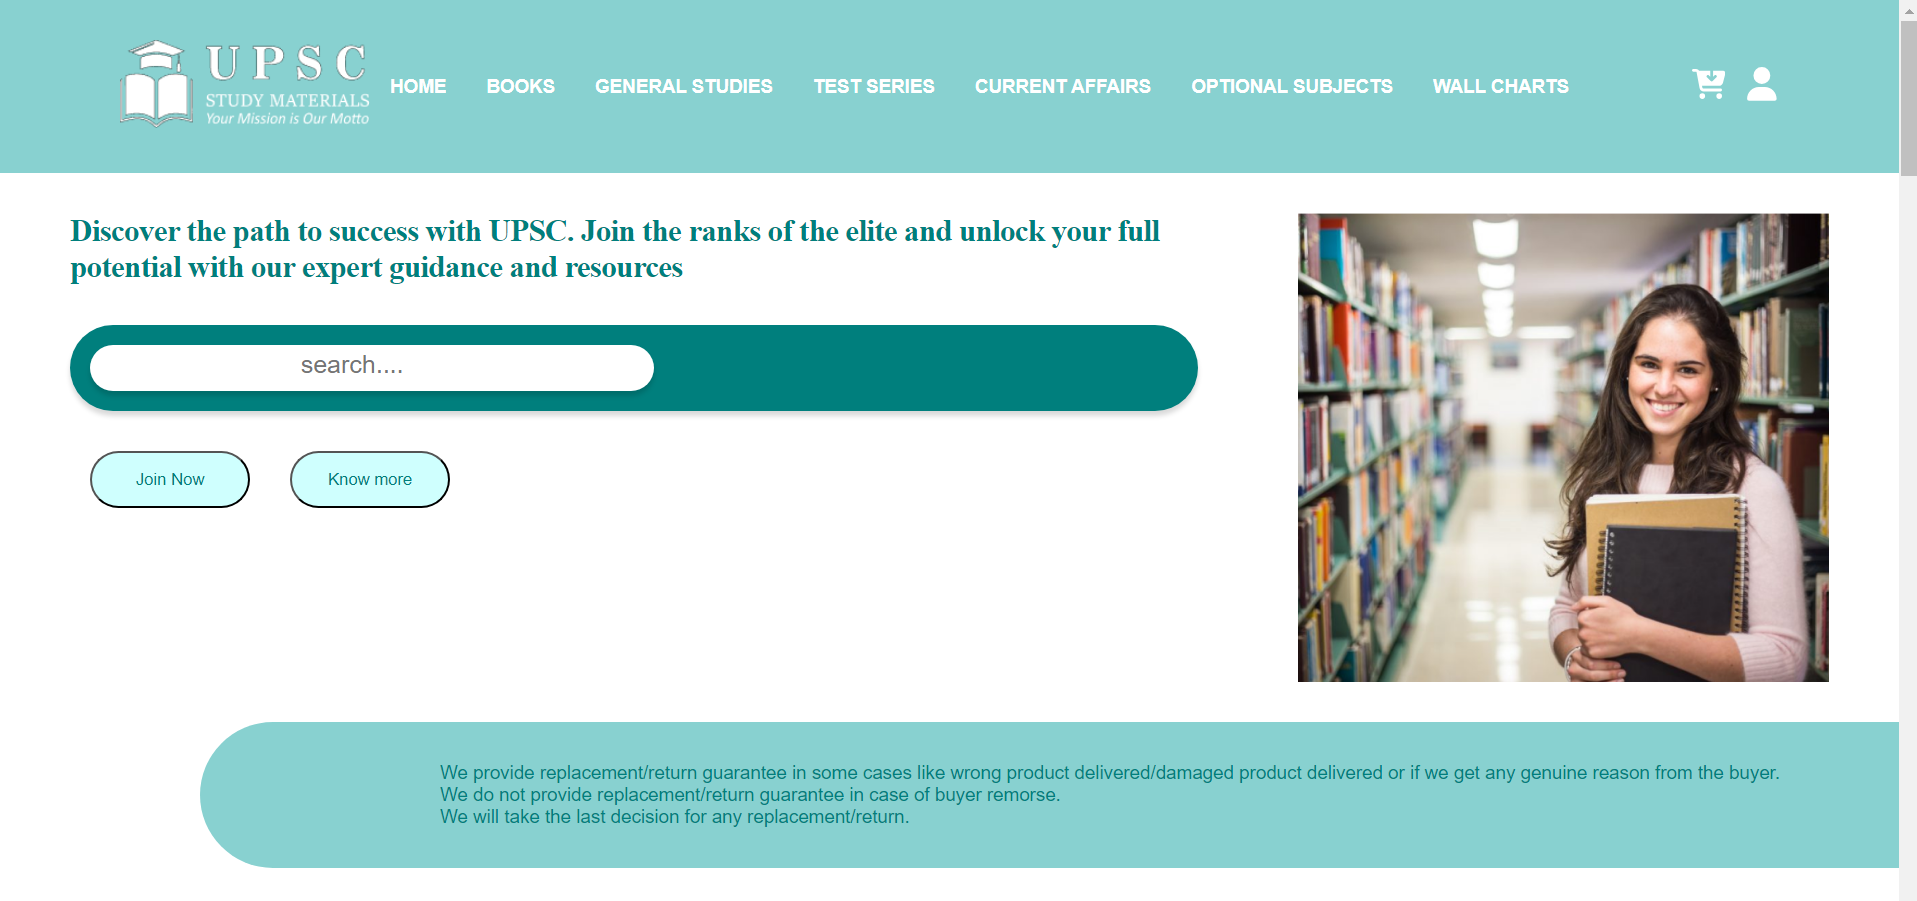 UPSC
STUDY MATERIALS
Your Mission is Our Motto
HOME BOOKS GENERAL STUDIES TEST SERIES CURRENT AFFAIRS OPTIONAL SUBJECTS WALL CHARTS
Discover the path to success with UPSC. Join the ranks of the elite and unlock your full
potential with our expert guidance and resources
search....
Join Now Know more
We provide replacement/return guarantee in some cases like wrong product delivered/damaged product delivered or if we get any genuine reason from the buyer.
We do not provide replacement/return guarantee in case of buyer remorse.
We will take the last decision for any replacement/return.